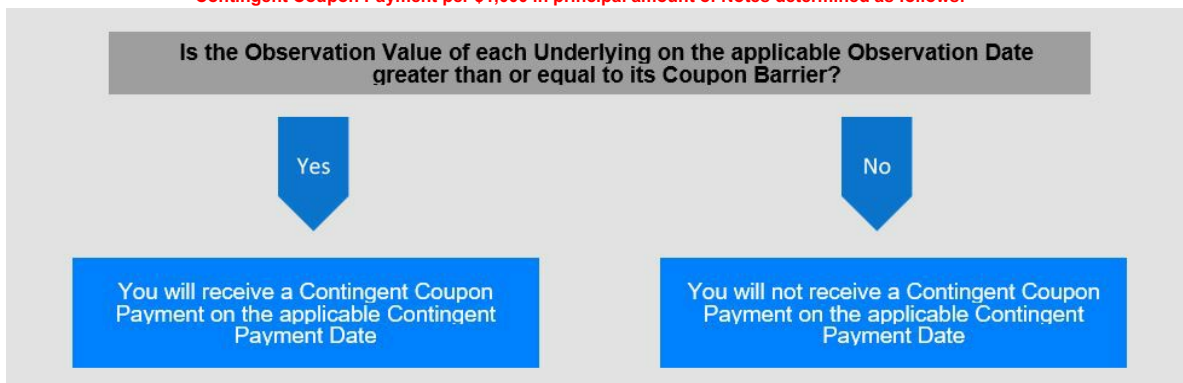 Contingent Coupon Payment per $1,000 in principal amount of Notes determined as follows:
Is the Observation Value of each Underlying on the applicable Observation Date
greater than or equal to its Coupon Barrier?
Yes
No
You will receive a Contingent Coupon
Payment on the applicable Contingent
Payment Date
You will not receive a Contingent Coupon
Payment on the applicable Contingent
Payment Date